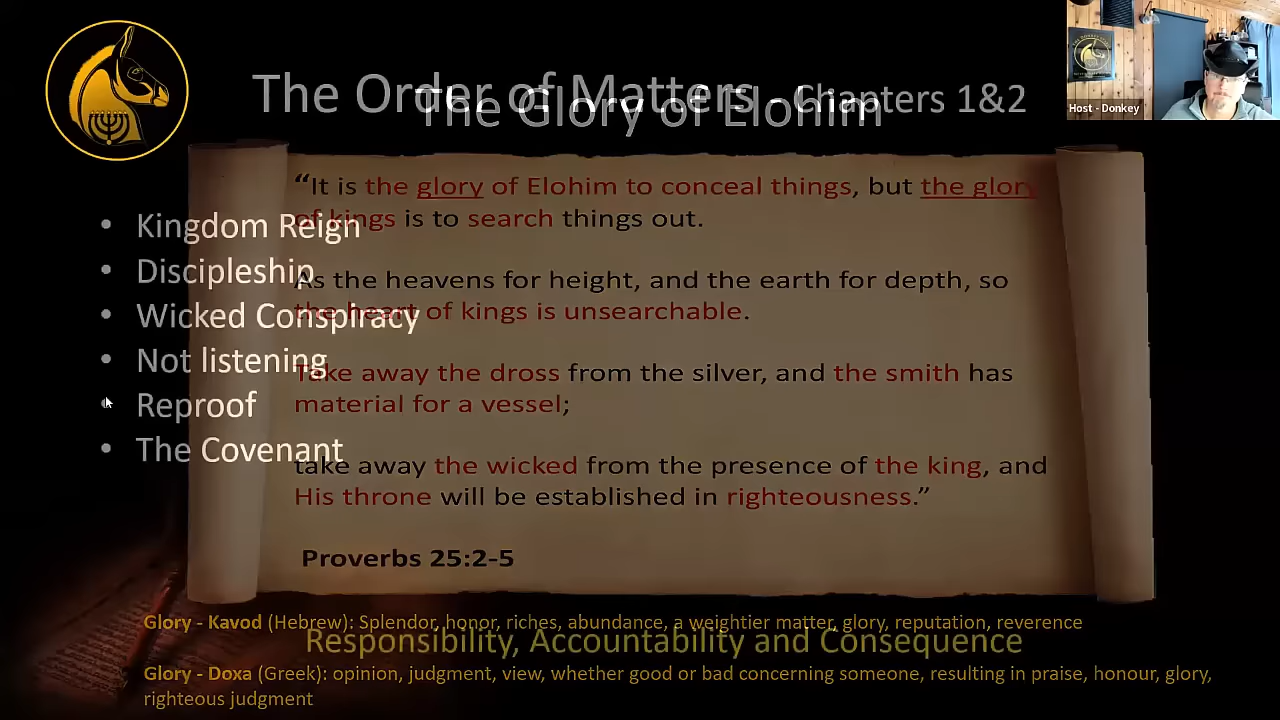 The Order of Matters - Chapters 1&2
The Glory of Elohim
Host - Donkey
“It is the glory of Elohim to conceal things, but the glory
of kings is to search things out.
As the heavens for height, and the earth for depth, so
the heart of kings is unsearchable.
Take away the dross from the silver, and the smith has
material for a vessel;
take away the wicked from the presence of the king, and
His throne will be established in righteousness.”
Proverbs 25:2-5
• Kingdom Reign
• Discipleship
• Wicked Conspiracy
• Not listening
• Reproof
• The Covenant
Glory - Kavod (Hebrew): Splendor, honor, riches, abundance, a weightier matter, glory, reputation, reverence
Responsibility, Accountability and Consequence
Glory - Doxa (Greek): opinion, judgment, view, whether good or bad concerning someone, resulting in praise, honour, glory,
righteous judgment